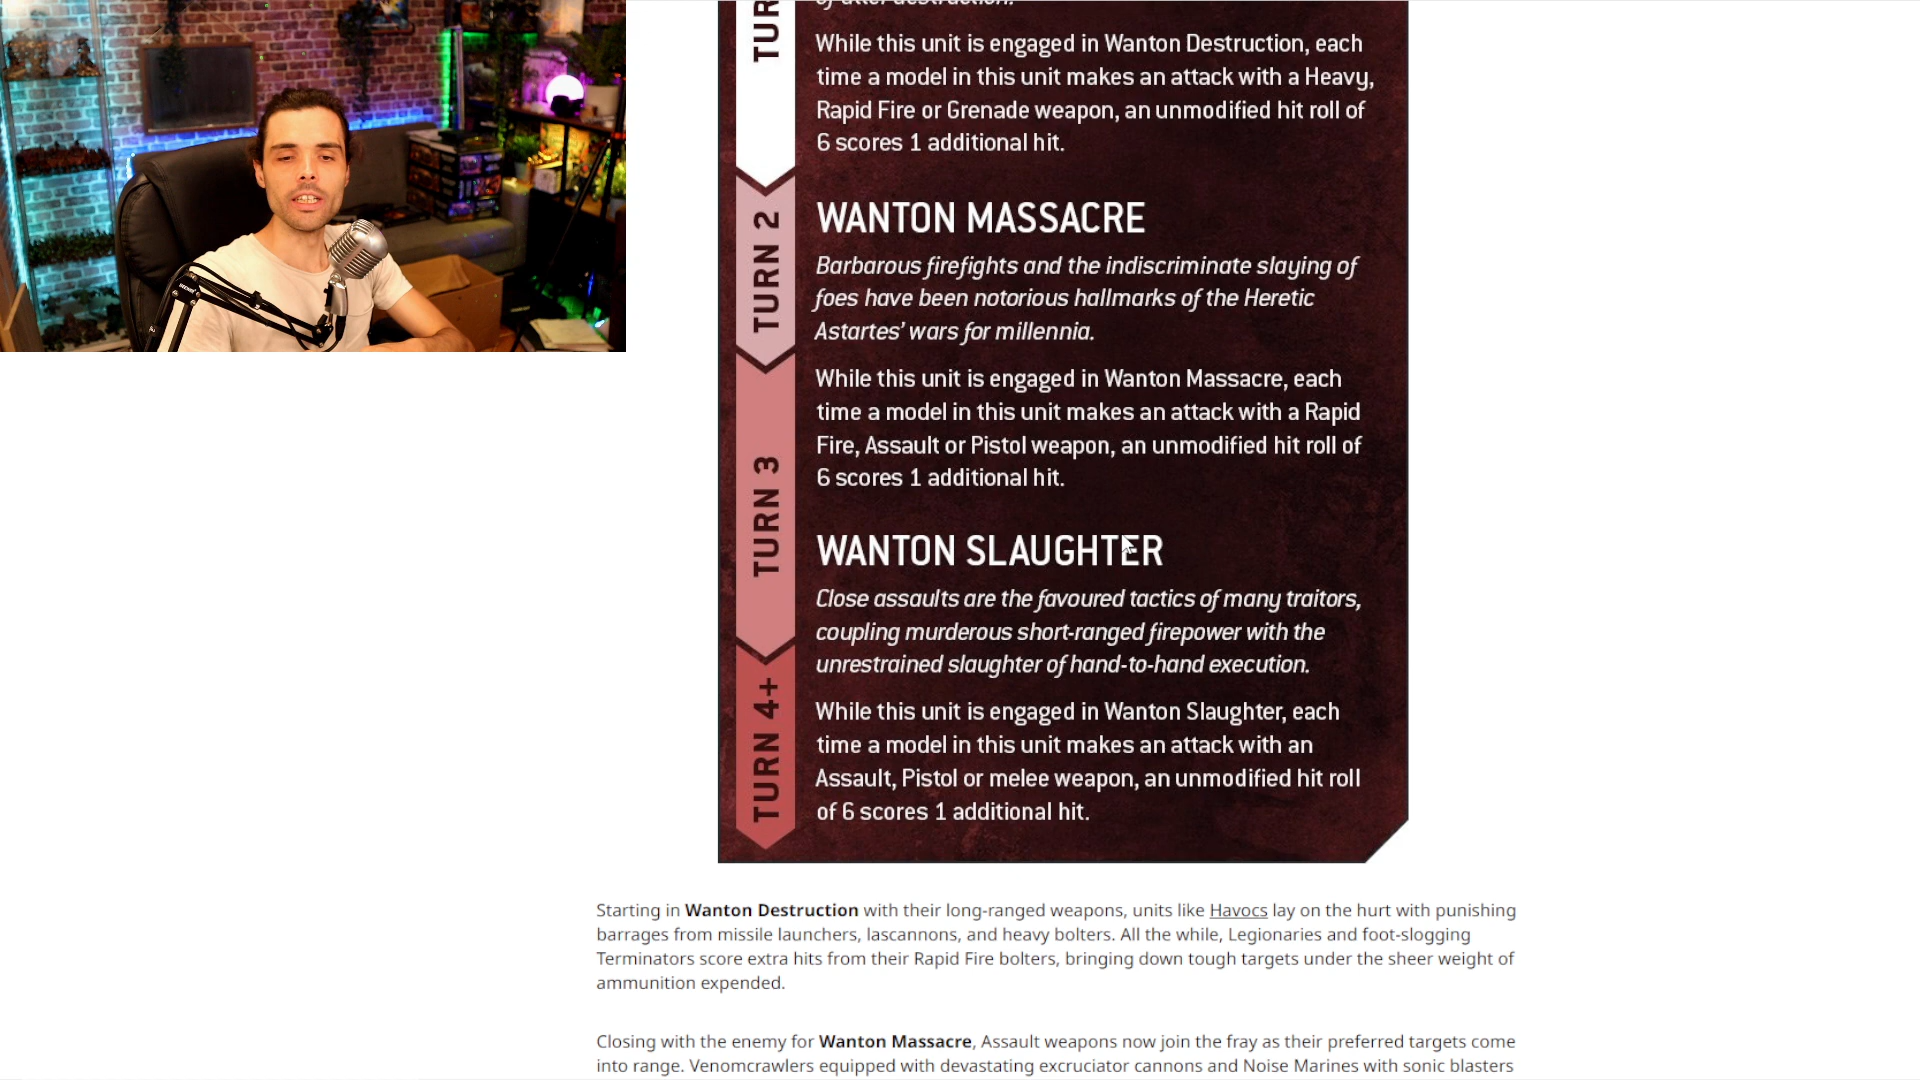 of utter destruction.
While this unit is engaged in Wanton Destruction, each
time a model in this unit makes an attack with a Heavy,
Rapid Fire or Grenade weapon, an unmodified hit roll of
6 scores 1 additional hit.
TURN 2
WANTON MASSACRE
Barbarous firefights and the indiscriminate slaying of
foes have been notorious hallmarks of the Heretic
Astartes' wars for millennia.
While this unit is engaged in Wanton Massacre, each
time a model in this unit makes an attack with a Rapid
Fire, Assault or Pistol weapon, an unmodified hit roll of
6 scores 1 additional hit.
TURN 3
WANTON SLAUGHTER
Close assaults are the favoured tactics of many traitors,
coupling murderous short-ranged firepower with the
unrestrained slaughter of hand-to-hand execution.
TURN 4+
While this unit is engaged in Wanton Slaughter, each
time a model in this unit makes an attack with an
Assault, Pistol or melee weapon, an unmodified hit roll
of 6 scores 1 additional hit.
Starting in Wanton Destruction with their long-ranged weapons, units like Havocs lay on the hurt with punishing
barrages from missile launchers, lascannons, and heavy bolters. All the while, Legionaries and foot-slogging
Terminators score extra hits from their Rapid Fire bolters, bringing down tough targets under the sheer weight of
ammunition expended.
Closing with the enemy for Wanton Massacre, Assault weapons now join the fray as their preferred targets come
into range. Venomcrawlers equipped with devastating excruciator cannons and Noise Marines with sonic blasters